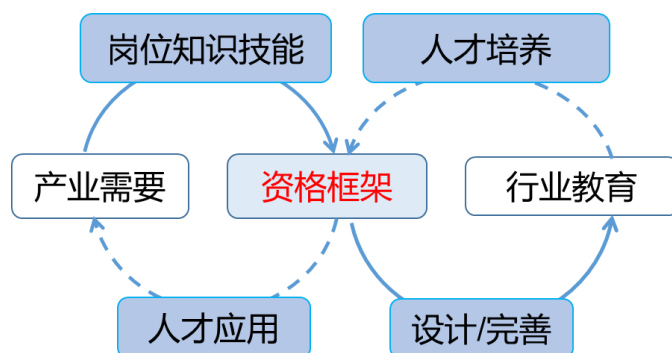 岗位知识技能
人才培养
产业需要
资格框架
行业教育
人才应用
设计/完善